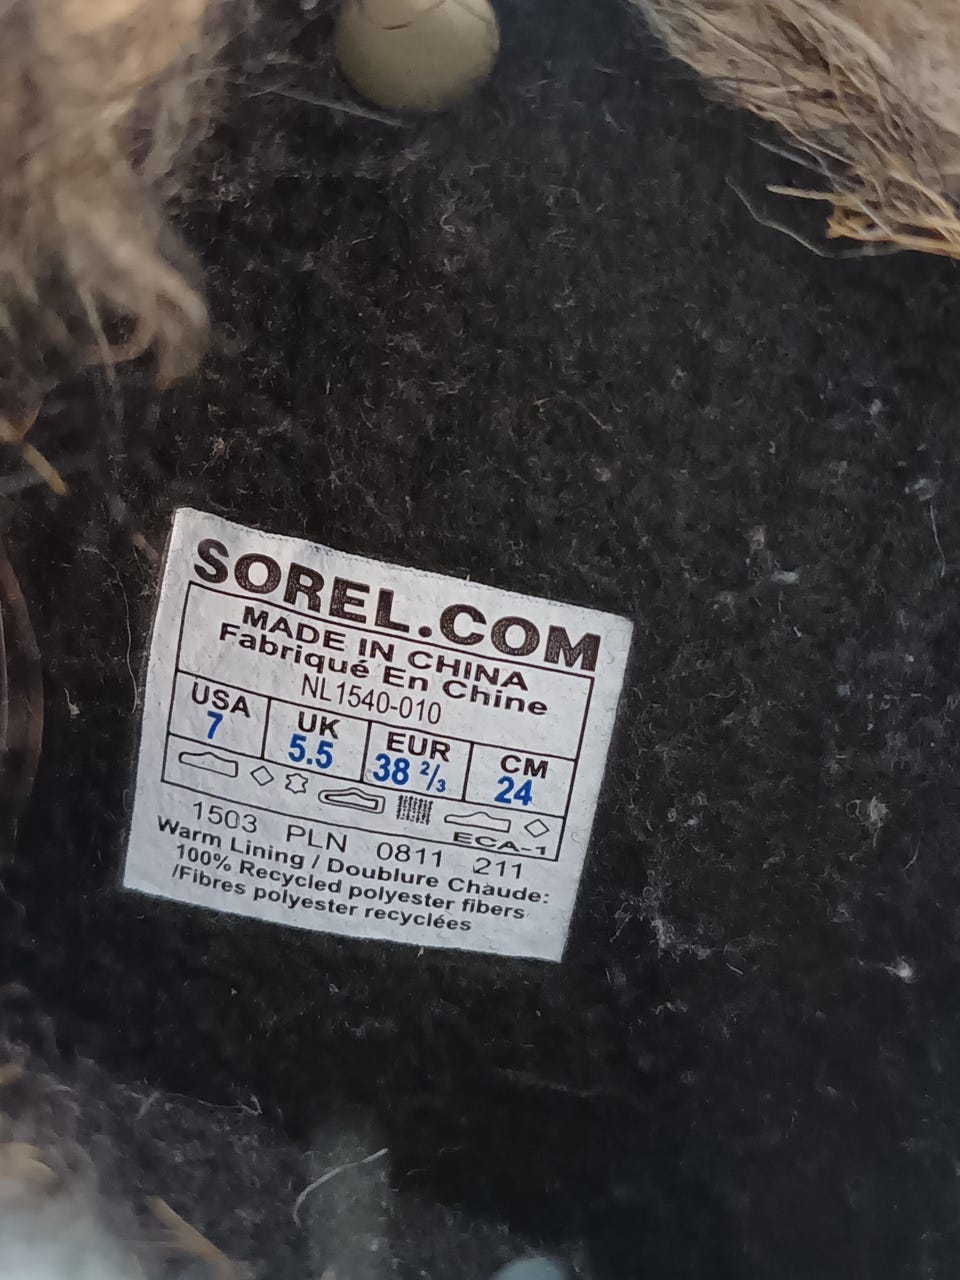 SOREL.COM
MADE IN CHINA
Fabriqué En Chine
NL1540-010
USA UK EUR CM
7 5.5 38 ⅔ 24
ECA-1
1503 PLN 0811 211
Warm Lining / Doublure Chaude:
100% Recycled polyester fibers
/Fibres polyester recyclées